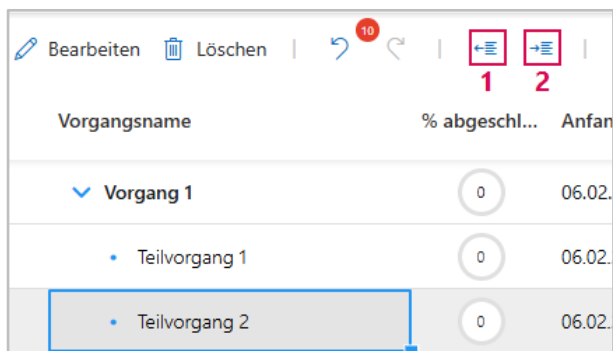 Bearbeiten Löschen 10
1 2
Vorgangsname % abgeschl... Anfan
Vorgang 1 0 06.02.
Teilvorgang 1 0 06.02.
Teilvorgang 2 0 06.02.